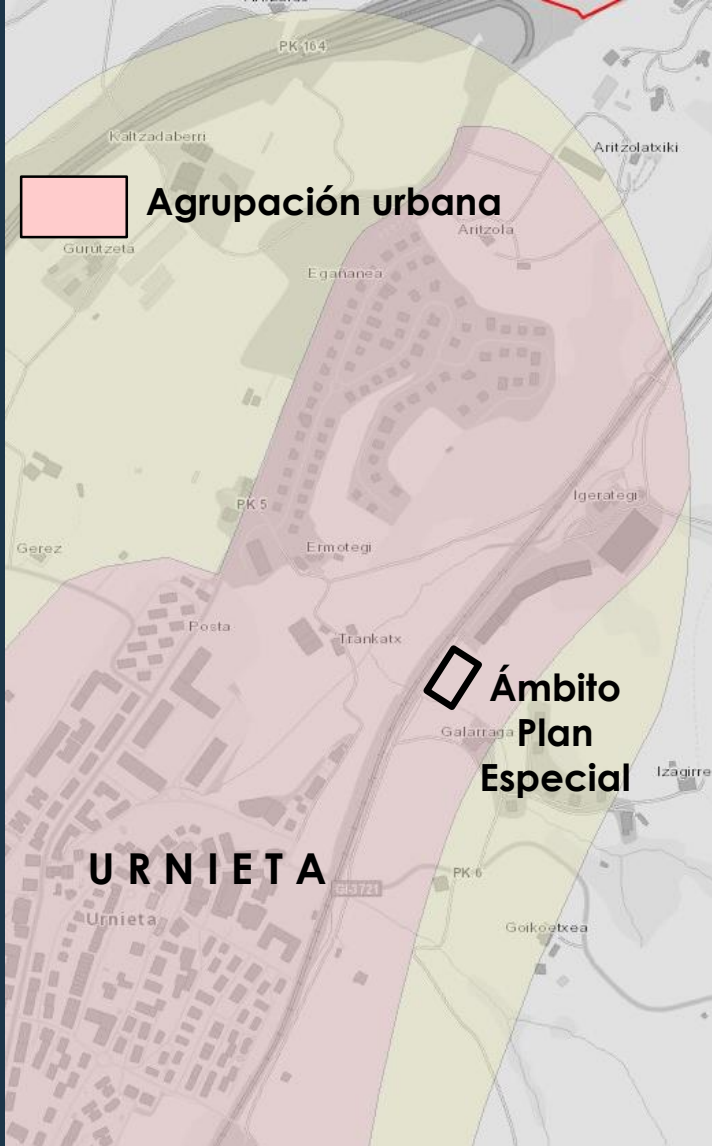 PK 164
Kaltzadaberri
Aritzolatxiki
Agrupación urbana
Aritzola
Gurutzeta
Egañanea
Igerategi
PK 5
Gerez
Ermotegi
Posta
Trankatx
Ámbito
Plan
Especial
Galarraga
Izagirre
URNIETA
PK 6
GI-3721
Urnieta
Goikoetxea